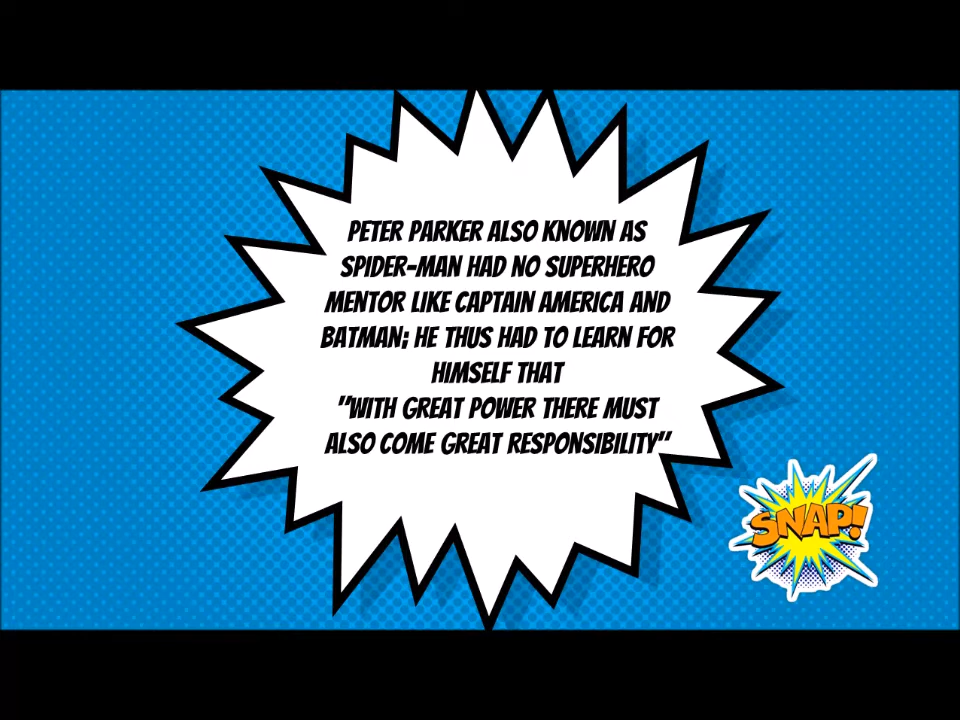 PETER PARKER ALSO KNOWN AS
SPIDER-MAN HAD NO SUPERHERO
MENTOR LIKE CAPTAIN AMERICA AND
BATMAN; HE THUS HAD TO LEARN FOR
HIMSELF THAT
"WITH GREAT POWER THERE MUST
ALSO COME GREAT RESPONSIBILITY"
SNAP!